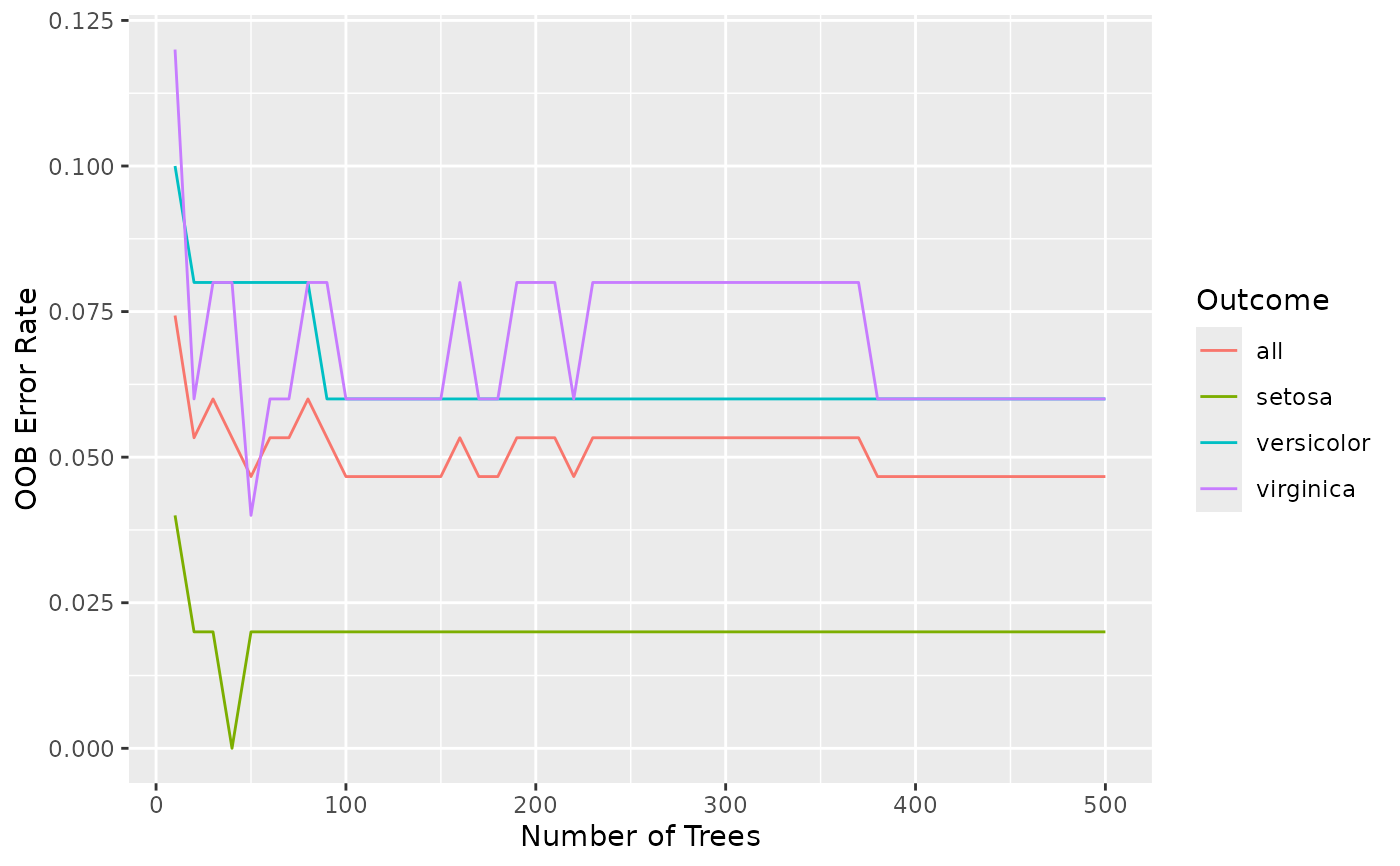 0.125
0.100
0.075
0.050
0.025
0.000
OOB Error Rate
0 100 200 300 400 500
Number of Trees
Outcome
all
setosa
versicolor
virginica